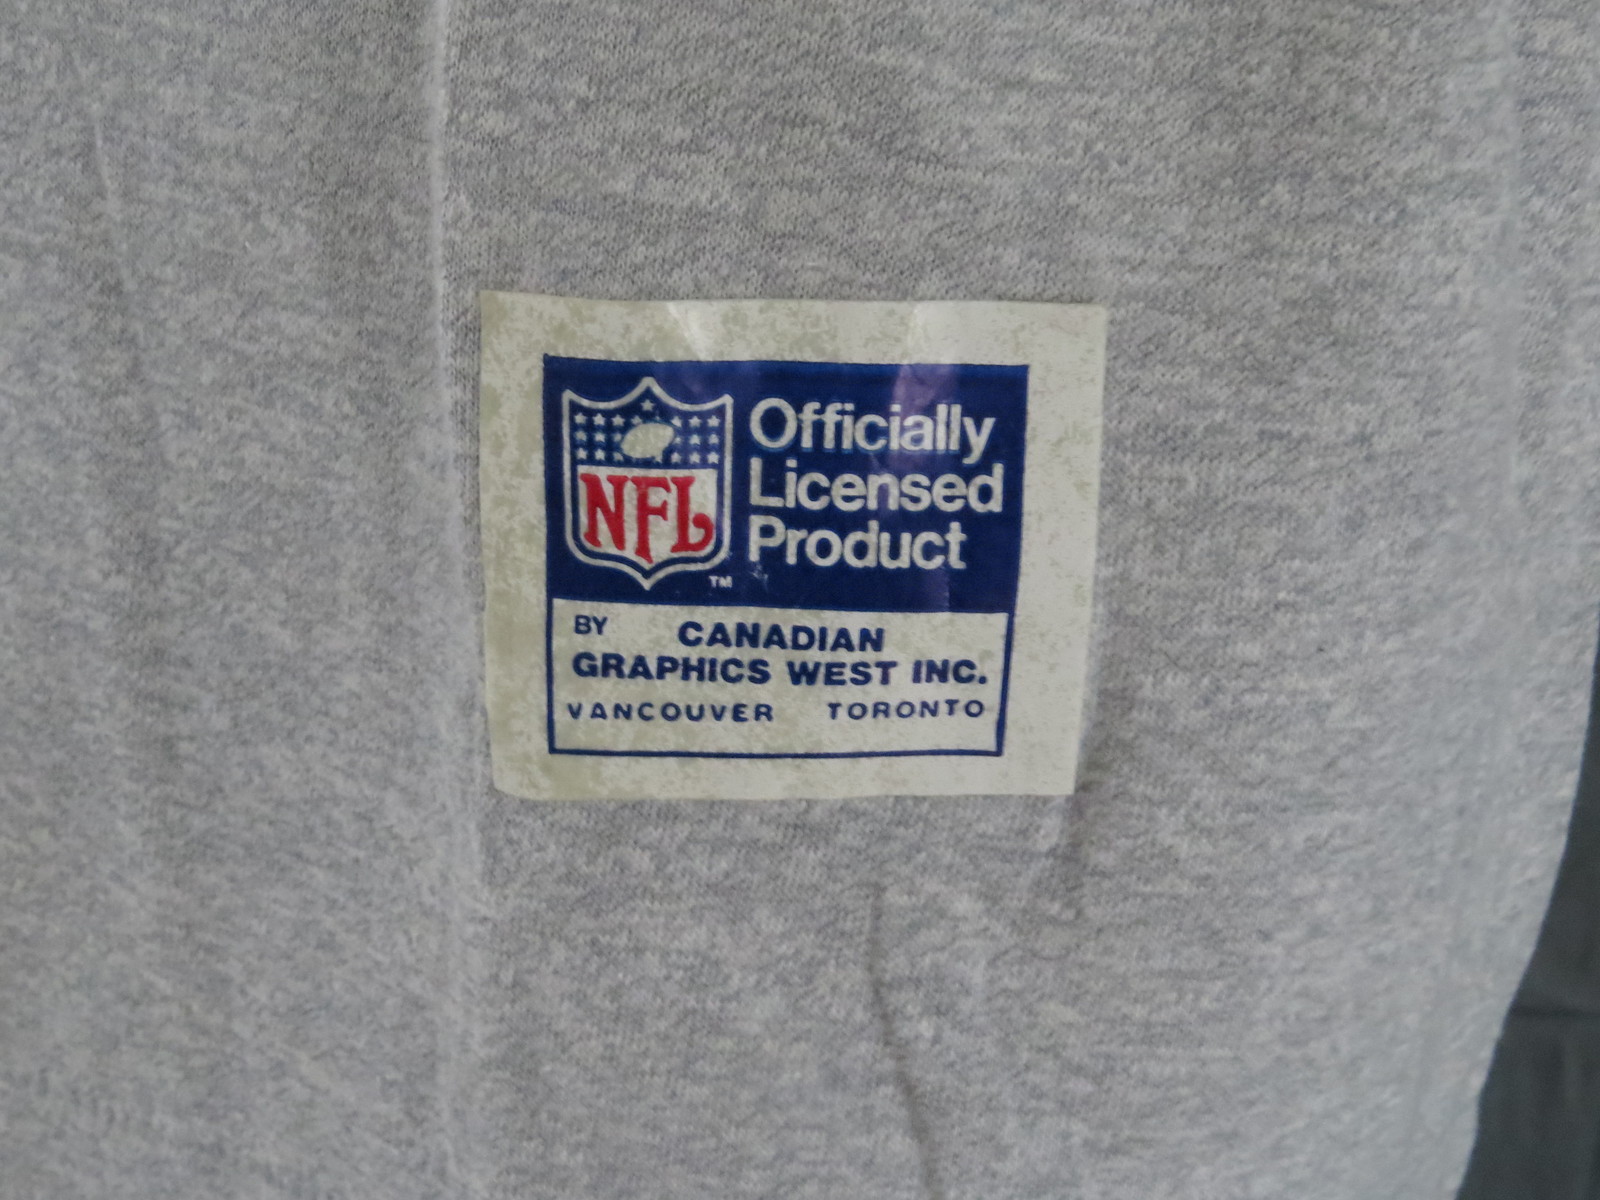 NFL
TM
Officially
Licensed
Product
BY CANADIAN
GRAPHICS WEST INC.
VANCOUVER TORONTO